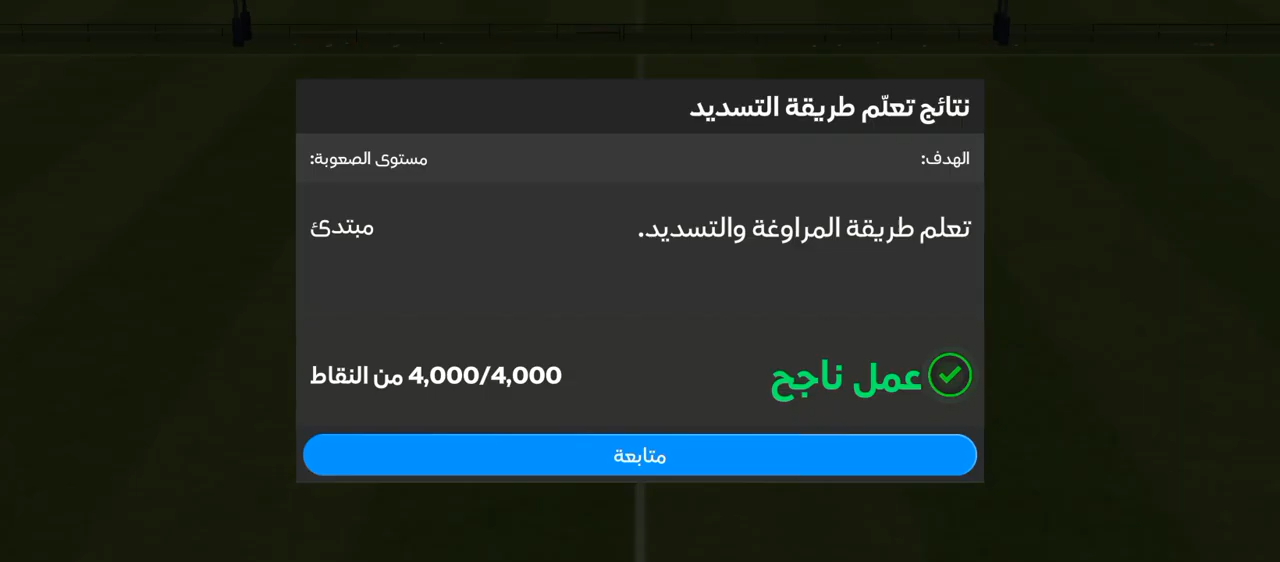 نتائج تعلّم طريقة التسديد
الهدف:
مستوى الصعوبة:
تعلم طريقة المراوغة والتسديد.
مبتدئ
عمل ناجح
4,000/4,000 من النقاط
متابعة